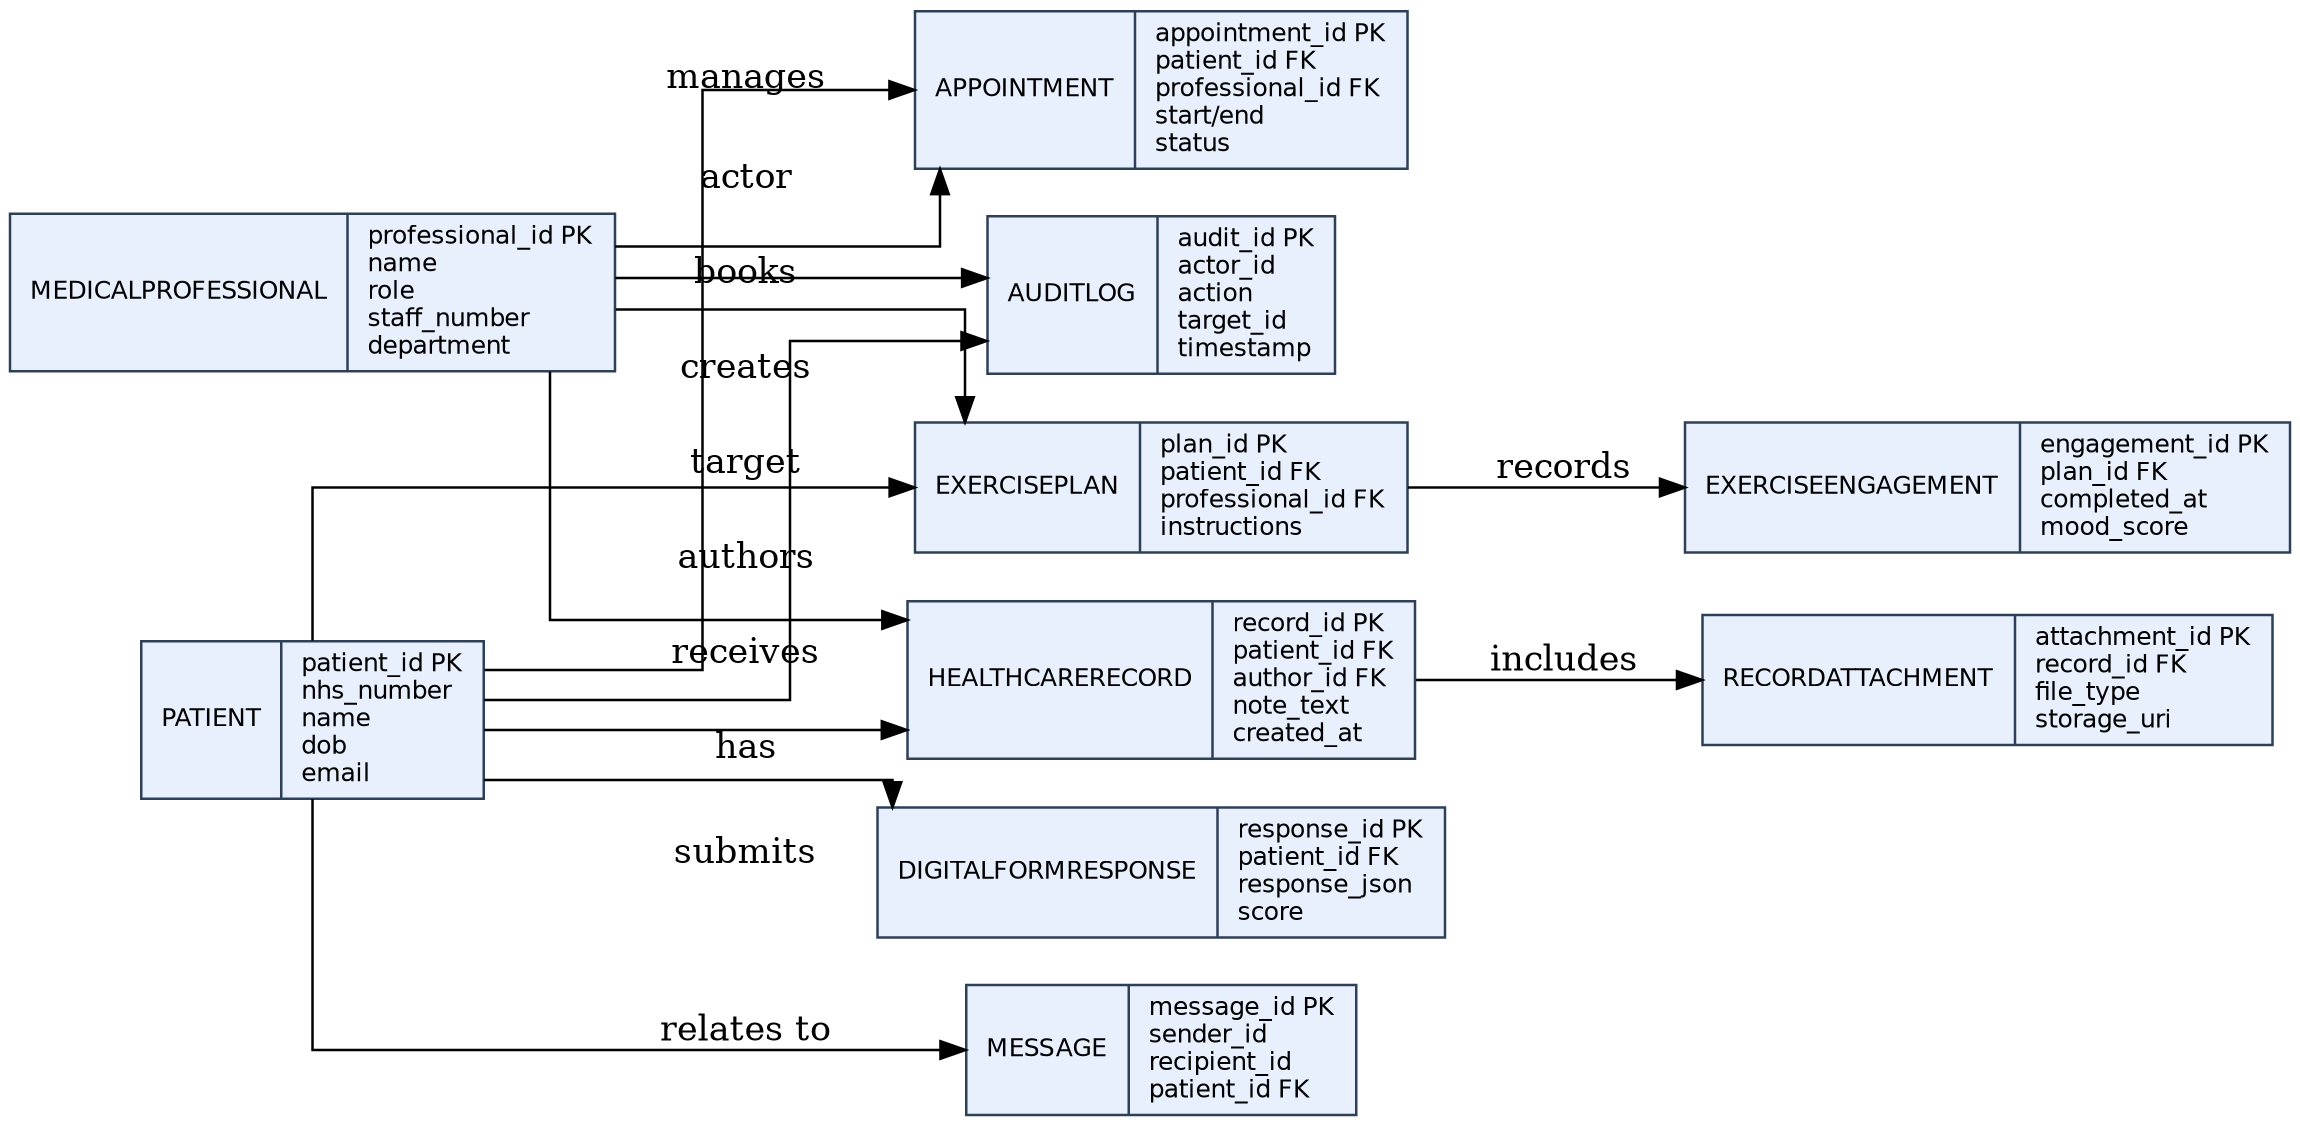 manages
actor
books
creates
target
authors
receives
has
submits
relates to
records
includes
MEDICALPROFESSIONAL
professional_id PK
name
role
staff_number
department
PATIENT
patient_id PK
nhs_number
name
dob
email
APPOINTMENT
appointment_id PK
patient_id FK
professional_id FK
start/end
status
AUDITLOG
audit_id PK
actor_id
action
target_id
timestamp
EXERCISEPLAN
plan_id PK
patient_id FK
professional_id FK
instructions
HEALTHCARERECORD
record_id PK
patient_id FK
author_id FK
note_text
created_at
DIGITALFORMRESPONSE
response_id PK
patient_id FK
response_json
score
MESSAGE
message_id PK
sender_id
recipient_id
patient_id FK
EXERCISEENGAGEMENT
engagement_id PK
plan_id FK
completed_at
mood_score
RECORDATTACHMENT
attachment_id PK
record_id FK
file_type
storage_uri